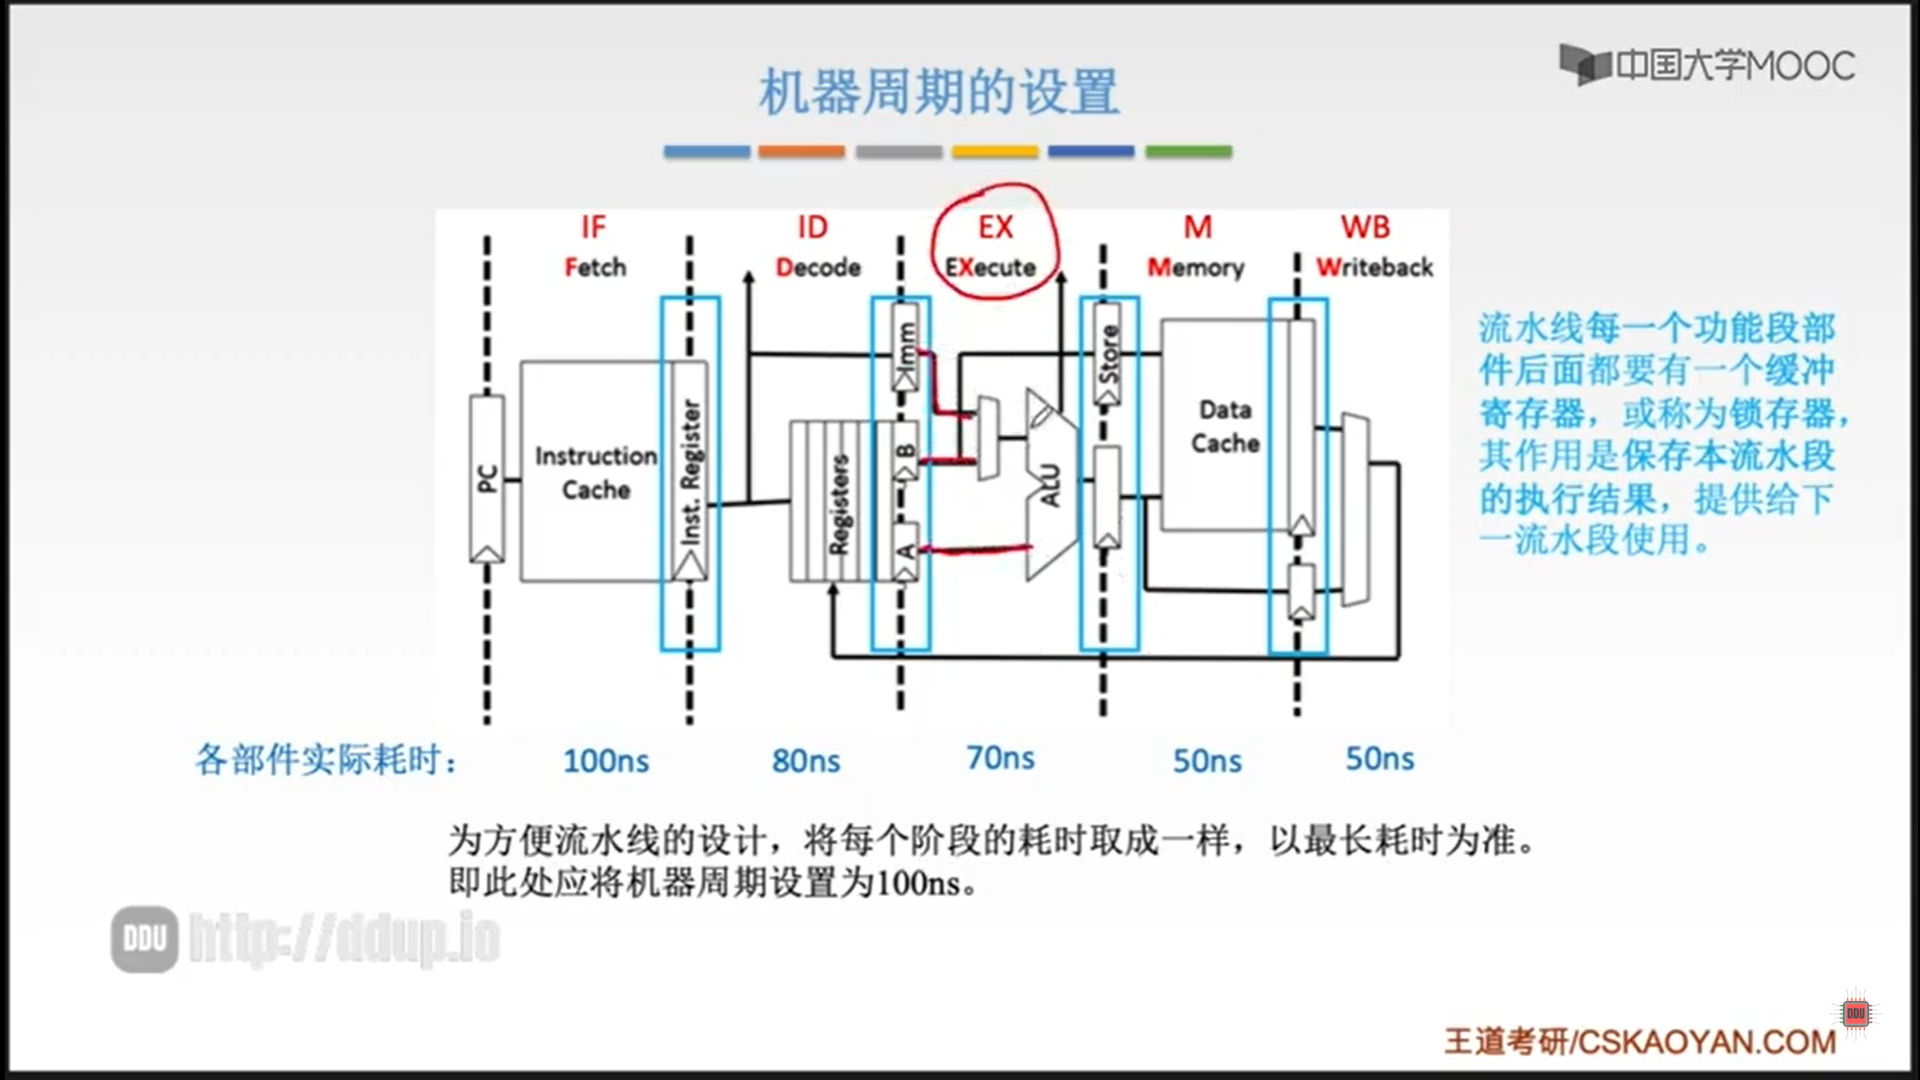 机器周期的设置
中国大学MOOC
IF
Fetch
ID
Decode
EX
EXecute
M
Memory
WB
Writeback
PC
Instruction
Cache
Inst. Register
Registers
Imm
B
A
ALU
Store
Data
Cache
流水线每一个功能段部
件后面都要有一个缓冲
寄存器，或称为锁存器，
其作用是保存本流水段
的执行结果，提供给下
一流水段使用。
各部件实际耗时：
100ns
80ns
70ns
50ns
50ns
为方便流水线的设计，将每个阶段的耗时取成一样，以最长耗时为准。
即此处应将机器周期设置为100ns。
DDU http://ddup.io
DDU
王道考研/CSKAOYAN.COM